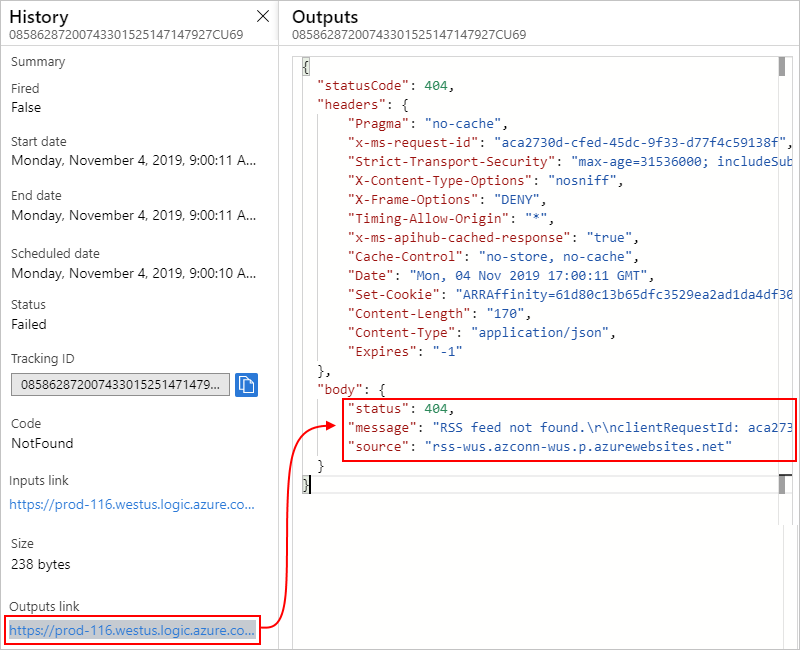 History
08586287200743301525147147927CU69
Summary
Fired
False
Start date
Monday, November 4, 2019, 9:00:11 A...
End date
Monday, November 4, 2019, 9:00:11 A...
Scheduled date
Monday, November 4, 2019, 9:00:10 A...
Status
Failed
Tracking ID
085862872007433015251471479...
Code
NotFound
Inputs link
https://prod-116.westus.logic.azure.co...
Size
238 bytes
Outputs link
https://prod-116.westus.logic.azure.co...
Outputs
08586287200743301525147147927CU69
{
"statusCode": 404,
"headers": {
"Pragma": "no-cache",
"x-ms-request-id": "aca2730d-cfed-45dc-9f33-d77f4c59138f",
"Strict-Transport-Security": "max-age=31536000; includeSub
"X-Content-Type-Options": "nosniff",
"X-Frame-Options": "DENY",
"Timing-Allow-Origin": "*",
"x-ms-apihub-cached-response": "true",
"Cache-Control": "no-store, no-cache",
"Date": "Mon, 04 Nov 2019 17:00:11 GMT",
"Set-Cookie": "ARRAffinity=61d80c13b65dfc3529ea2ad1da4df30
"Content-Length": "170",
"Content-Type": "application/json",
"Expires": "-1"
},
"body": {
"status": 404,
"message": "RSS feed not found.\r\nclientRequestId: aca273
"source": "rss-wus.azconn-wus.p.azurewebsites.net"
}
}